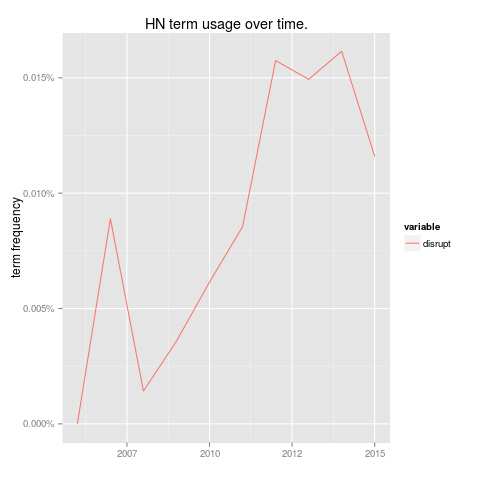 HN term usage over time.
term frequency
0.015%
0.010%
0.005%
0.000%
2007
2010
2012
2015
variable
disrupt